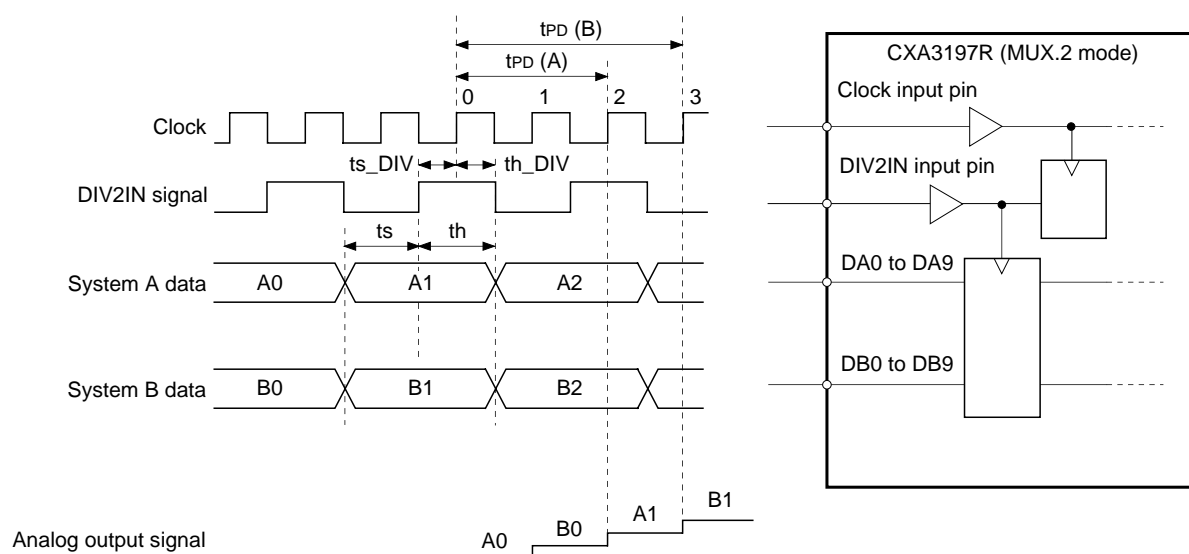 tPD (B)
tPD (A)
0 1 2 3
Clock
ts_DIV th_DIV
DIV2IN signal
ts th
System A data A0 A1 A2
System B data B0 B1 B2
Analog output signal A0 B0 A1 B1
CXA3197R (MUX.2 mode)
Clock input pin
DIV2IN input pin
DA0 to DA9
DB0 to DB9